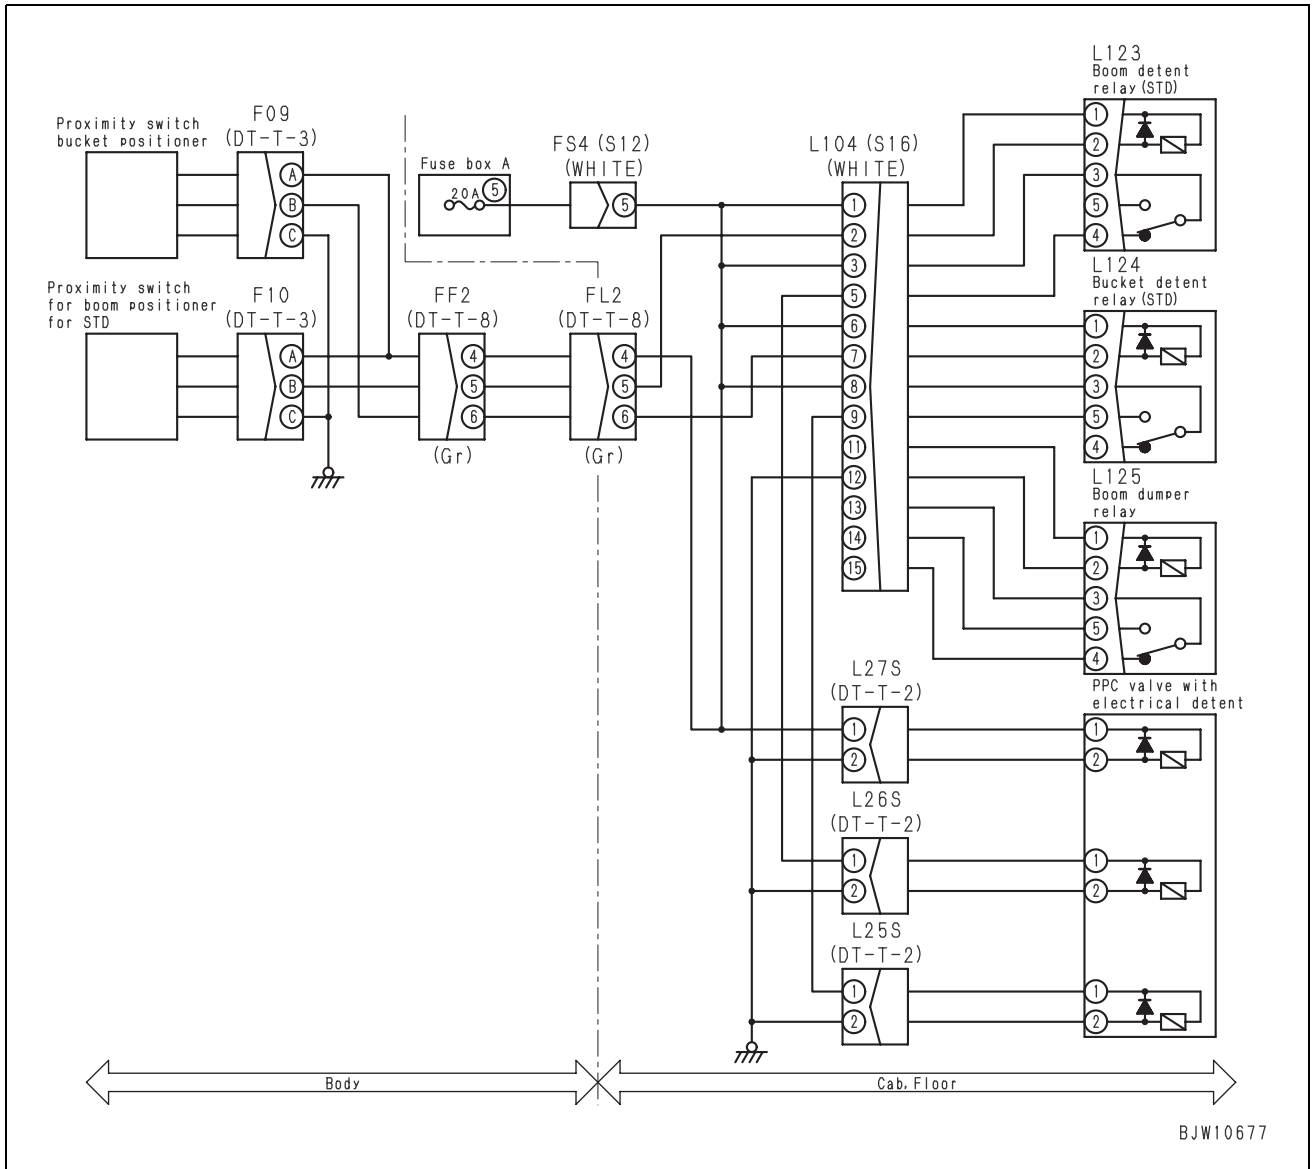 L123
Boom detent
relay(STD)
1
2
3
5
4
Proximity switch
bucket positioner
F09
(DT-T-3)
A
B
C
Fuse box A
20A
5
FS4(S12)
(WHITE)
5
L104(S16)
(WHITE)
1
2
3
5
6
7
8
9
11
12
13
14
15
L124
Bucket detent
relay(STD)
1
2
3
5
4
Proximity switch
for boom positioner
for STD
F10
(DT-T-3)
A
B
C
FF2
(DT-T-8)
4
5
6
(Gr)
FL2
(DT-T-8)
4
5
6
(Gr)
L125
Boom dumper
relay
1
2
3
5
4
L27S
(DT-T-2)
1
2
PPC valve with
electrical detent
1
2
L26S
(DT-T-2)
1
2
1
2
L25S
(DT-T-2)
1
2
1
2
Body
Cab,Floor
BJW10677